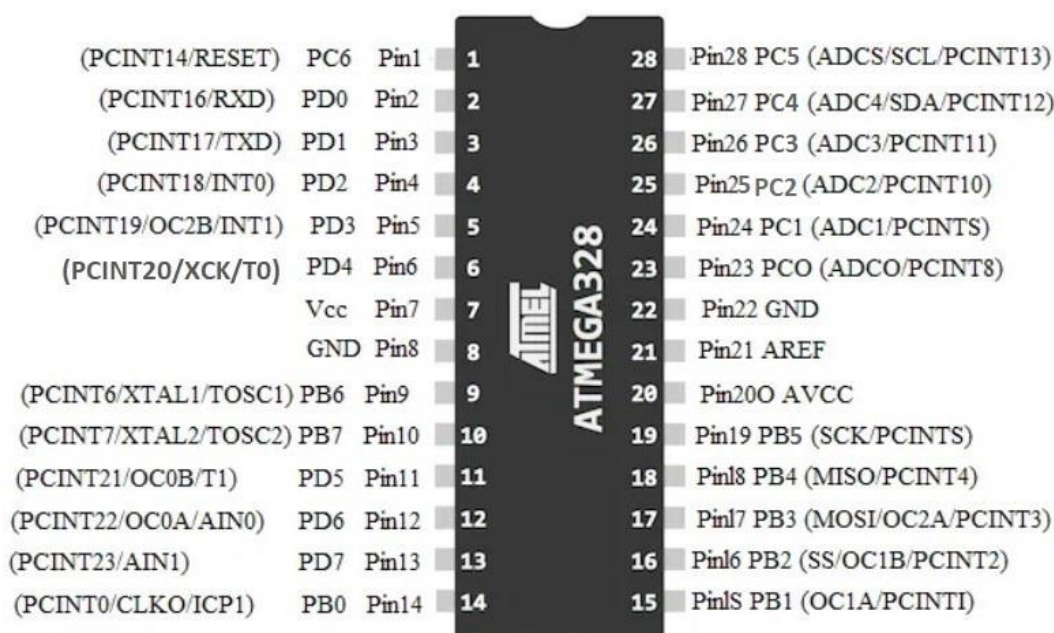 (PCINT14/RESET) PC6 Pin1 1 28 Pin28 PC5 (ADCS/SCL/PCINT13)
(PCINT16/RXD) PD0 Pin2 2 27 Pin27 PC4 (ADC4/SDA/PCINT12)
(PCINT17/TXD) PD1 Pin3 3 26 Pin26 PC3 (ADC3/PCINT11)
(PCINT18/INT0) PD2 Pin4 4 25 Pin25 PC2 (ADC2/PCINT10)
(PCINT19/OC2B/INT1) PD3 Pin5 5 24 Pin24 PC1 (ADC1/PCINTS)
(PCINT20/XCK/T0) PD4 Pin6 6 23 Pin23 PCO (ADCO/PCINT8)
Vcc Pin7 7 22 Pin22 GND
GND Pin8 8 21 Pin21 AREF
(PCINT6/XTAL1/TOSC1) PB6 Pin9 9 20 Pin20O AVCC
(PCINT7/XTAL2/TOSC2) PB7 Pin10 10 19 Pin19 PB5 (SCK/PCINTS)
(PCINT21/OC0B/T1) PD5 Pin11 11 18 Pinl8 PB4 (MISO/PCINT4)
(PCINT22/OC0A/AIN0) PD6 Pin12 12 17 Pinl7 PB3 (MOSI/OC2A/PCINT3)
(PCINT23/AIN1) PD7 Pin13 13 16 Pinl6 PB2 (SS/OC1B/PCINT2)
(PCINT0/CLKO/ICP1) PB0 Pin14 14 15 PinlS PB1 (OC1A/PCINTI)
ATMEL
ATMEGA328